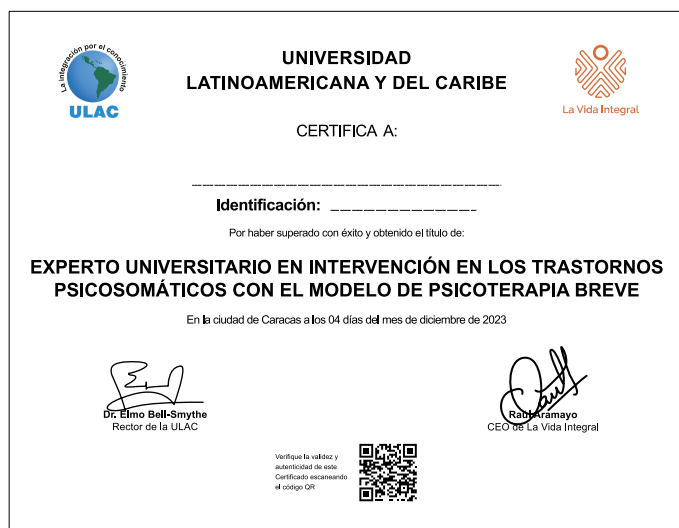 La integración por el conocimiento
ULAC
UNIVERSIDAD
LATINOAMERICANA Y DEL CARIBE
La Vida Integral
CERTIFICA A:
Identificación:
Por haber superado con éxito y obtenido el título de:
EXPERTO UNIVERSITARIO EN INTERVENCIÓN EN LOS TRASTORNOS
PSICOSOMÁTICOS CON EL MODELO DE PSICOTERAPIA BREVE
En la ciudad de Caracas a los 04 días del mes de diciembre de 2023
Dr. Elmo Bell-Smythe
Rector de la ULAC
Raúl Aramayo
CEO de La Vida Integral
Verifique la validez y
autenticidad de este
Certificado escaneando
el código QR